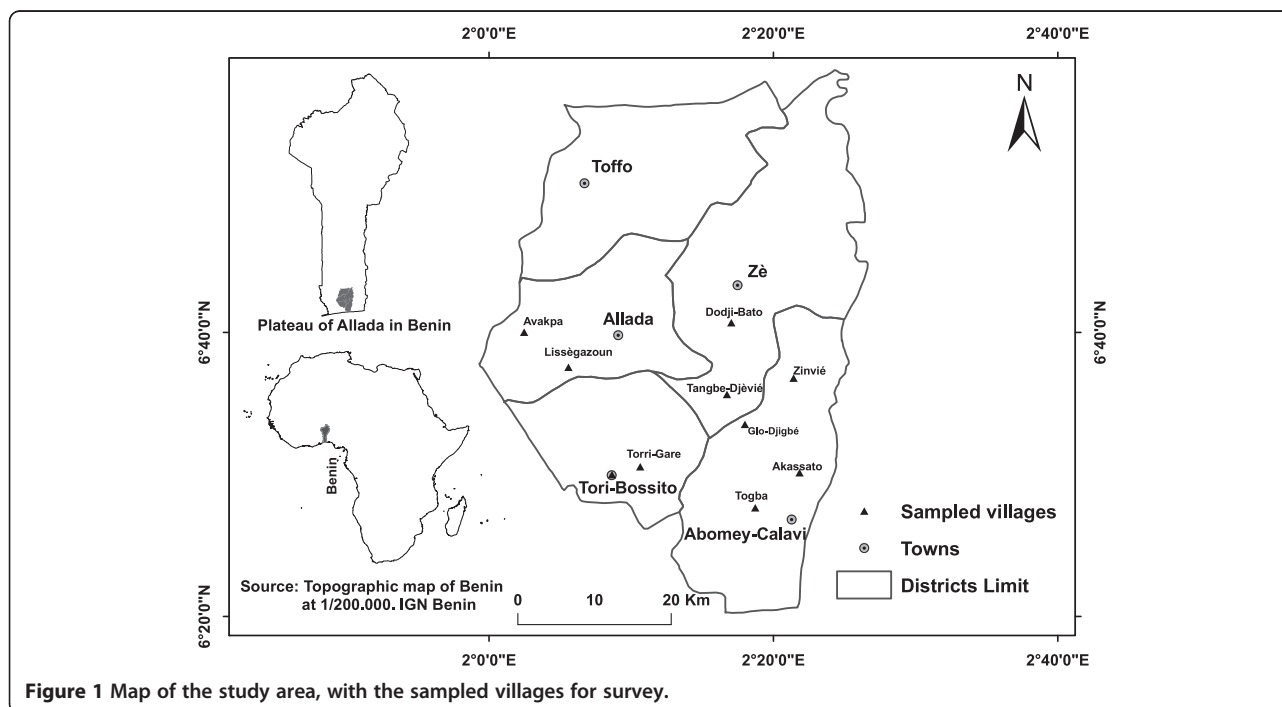 2°0'0"E
2°20'0"E
2°40'0"E
N
Toffo
Zè
Dodji-Bato
Plateau of Allada in Benin
6°40'0"N
6°40'0"N
Avakpa
Allada
Lissègazoun
Zinvié
Tangbe-Djèvié
Glo-Djigbé
Torri-Gare
Akassato
Tori-Bossito
Togba
Abomey-Calavi
Benin
Sampled villages
Towns
Districts Limit
Source: Topographic map of Benin
at 1/200.000. IGN Benin
0 10 20 Km
6°20'0"N
6°20'0"N
2°0'0"E
2°20'0"E
2°40'0"E
Figure 1 Map of the study area, with the sampled villages for survey.